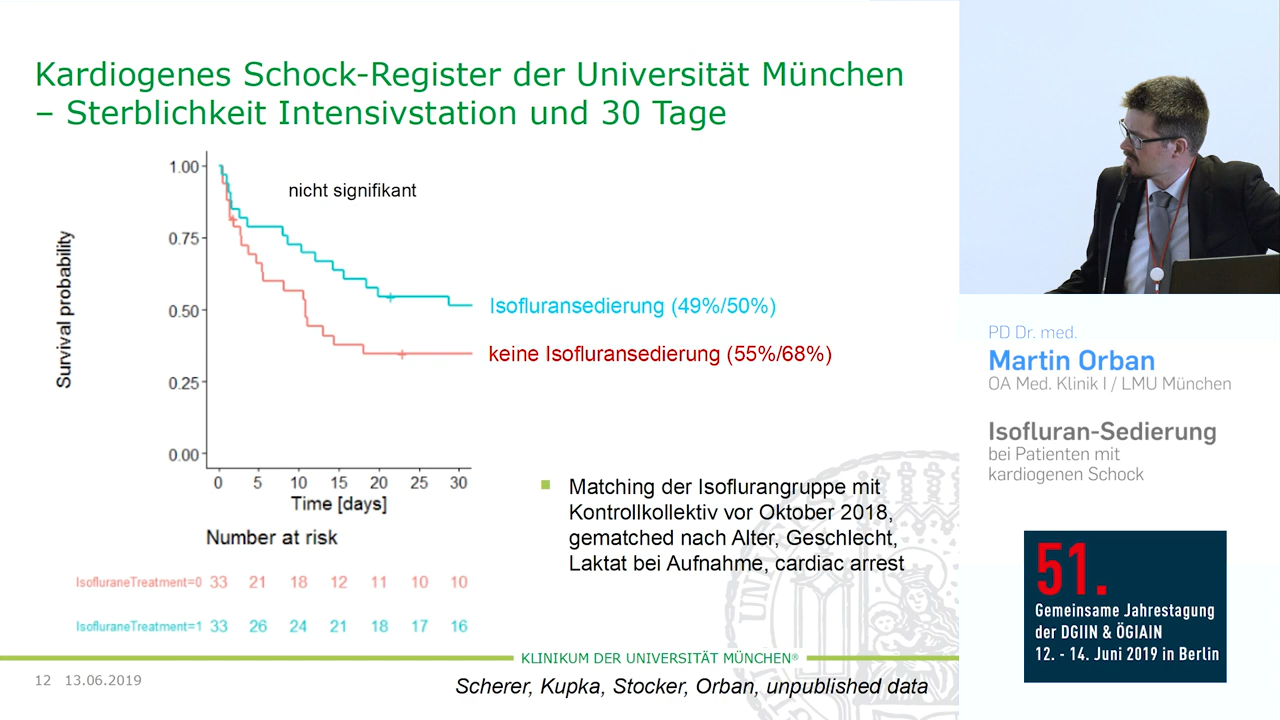 Kardiogenes Schock-Register der Universität München
– Sterblichkeit Intensivstation und 30 Tage
nicht signifikant
Survival probability
1.00
0.75
0.50
0.25
0.00
0 5 10 15 20 25 30
Time [days]
Isofluransedierung (49%/50%)
keine Isofluransedierung (55%/68%)
Number at risk
IsofluraneTreatment=0 33 21 18 12 11 10 10
IsofluraneTreatment=1 33 26 24 21 18 17 16
Matching der Isoflurangruppe mit
Kontrollkollektiv vor Oktober 2018,
gematched nach Alter, Geschlecht,
Laktat bei Aufnahme, cardiac arrest
KLINIKUM DER UNIVERSITÄT MÜNCHEN®
12 13.06.2019
Scherer, Kupka, Stocker, Orban, unpublished data
PD Dr. med.
Martin Orban
OA Med. Klinik I / LMU München
Isofluran-Sedierung
bei Patienten mit
kardiogenen Schock
51.
Gemeinsame Jahrestagung
der DGIIN & ÖGIAIN
12. - 14. Juni 2019 in Berlin